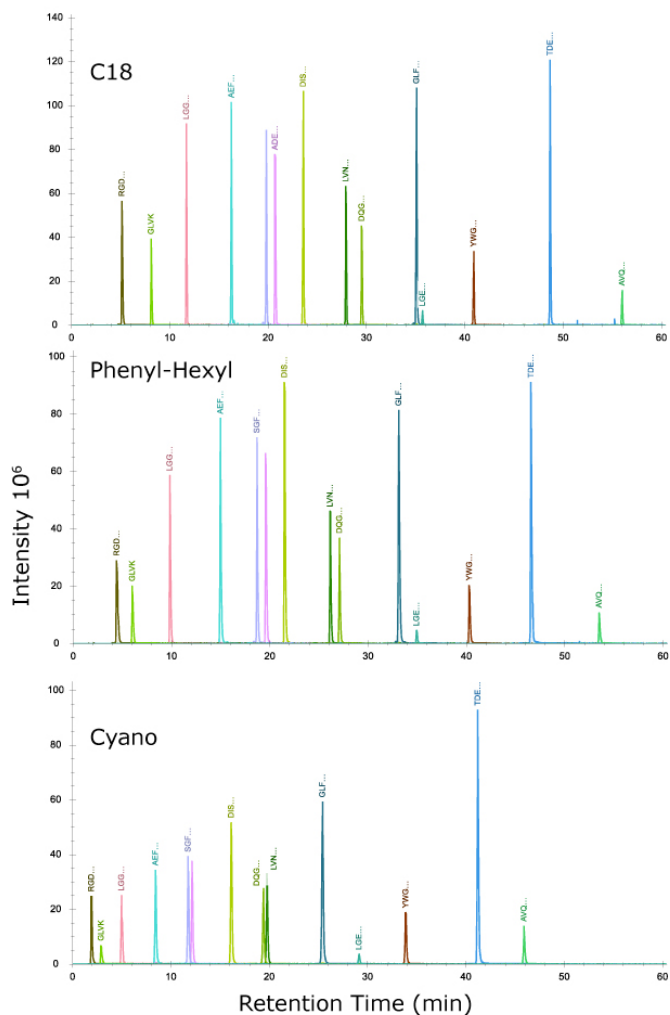 140
C18
TDE...
120
GLF...
DIS...
AEF...
100
LGG...
ADE...
80
LVN...
RGD...
60
DQG...
GLVK
YWG...
40
AVQ...
20
LGE...
0
0 10 20 30 40 50 60
100
Phenyl-Hexyl
DIS...
TDE...
AEF...
GLF...
80
SGF...
LGG...
60
LVN...
DQG...
40
RGD...
GLVK
YWG...
20
AVQ...
LGE...
0
0 10 20 30 40 50 60
Intensity 10⁶
100
TDE...
Cyano
80
GLF...
60
DIS...
SGF...
AEF...
40
LVN...
DQG...
RGD...
LGG...
YWG...
20
AVQ...
GLVK
LGE...
0
0 10 20 30 40 50 60
Retention Time (min)